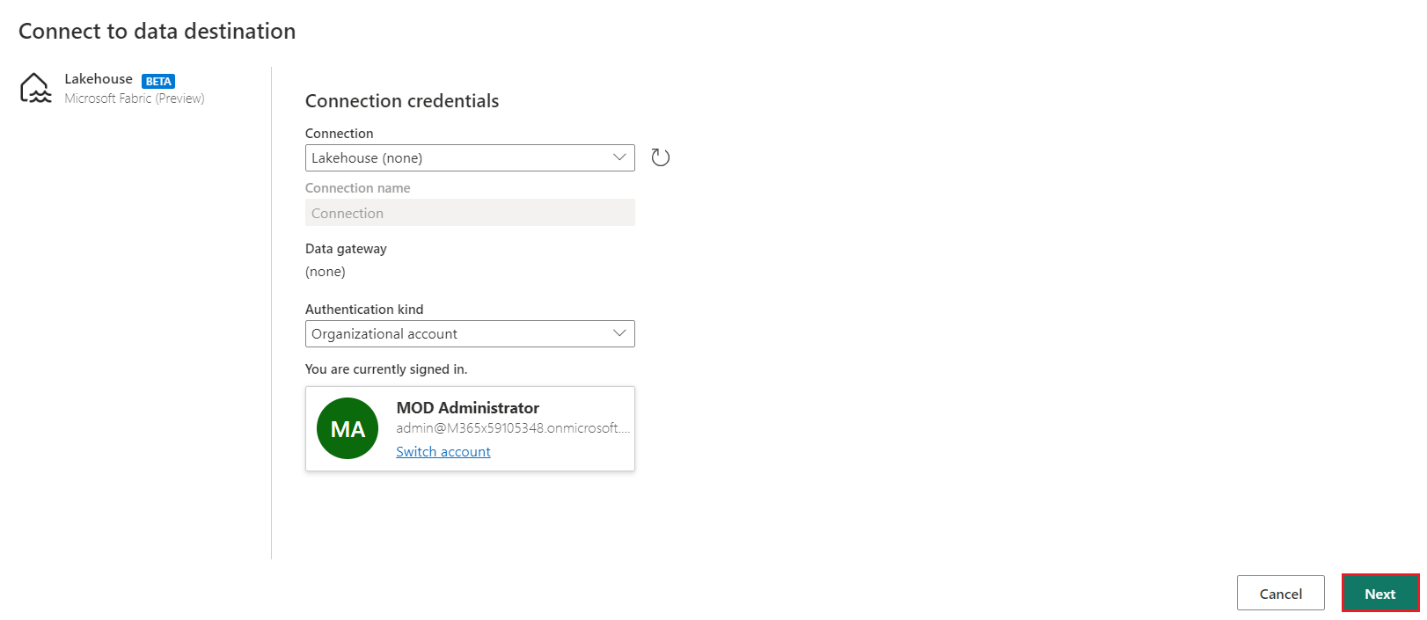 Connect to data destination
Lakehouse BETA
Microsoft Fabric (Preview)
Connection credentials
Connection
Lakehouse (none)
Connection name
Connection
Data gateway
(none)
Authentication kind
Organizational account
You are currently signed in.
MA
MOD Administrator
admin@M365x59105348.onmicrosoft....
Switch account
Cancel
Next